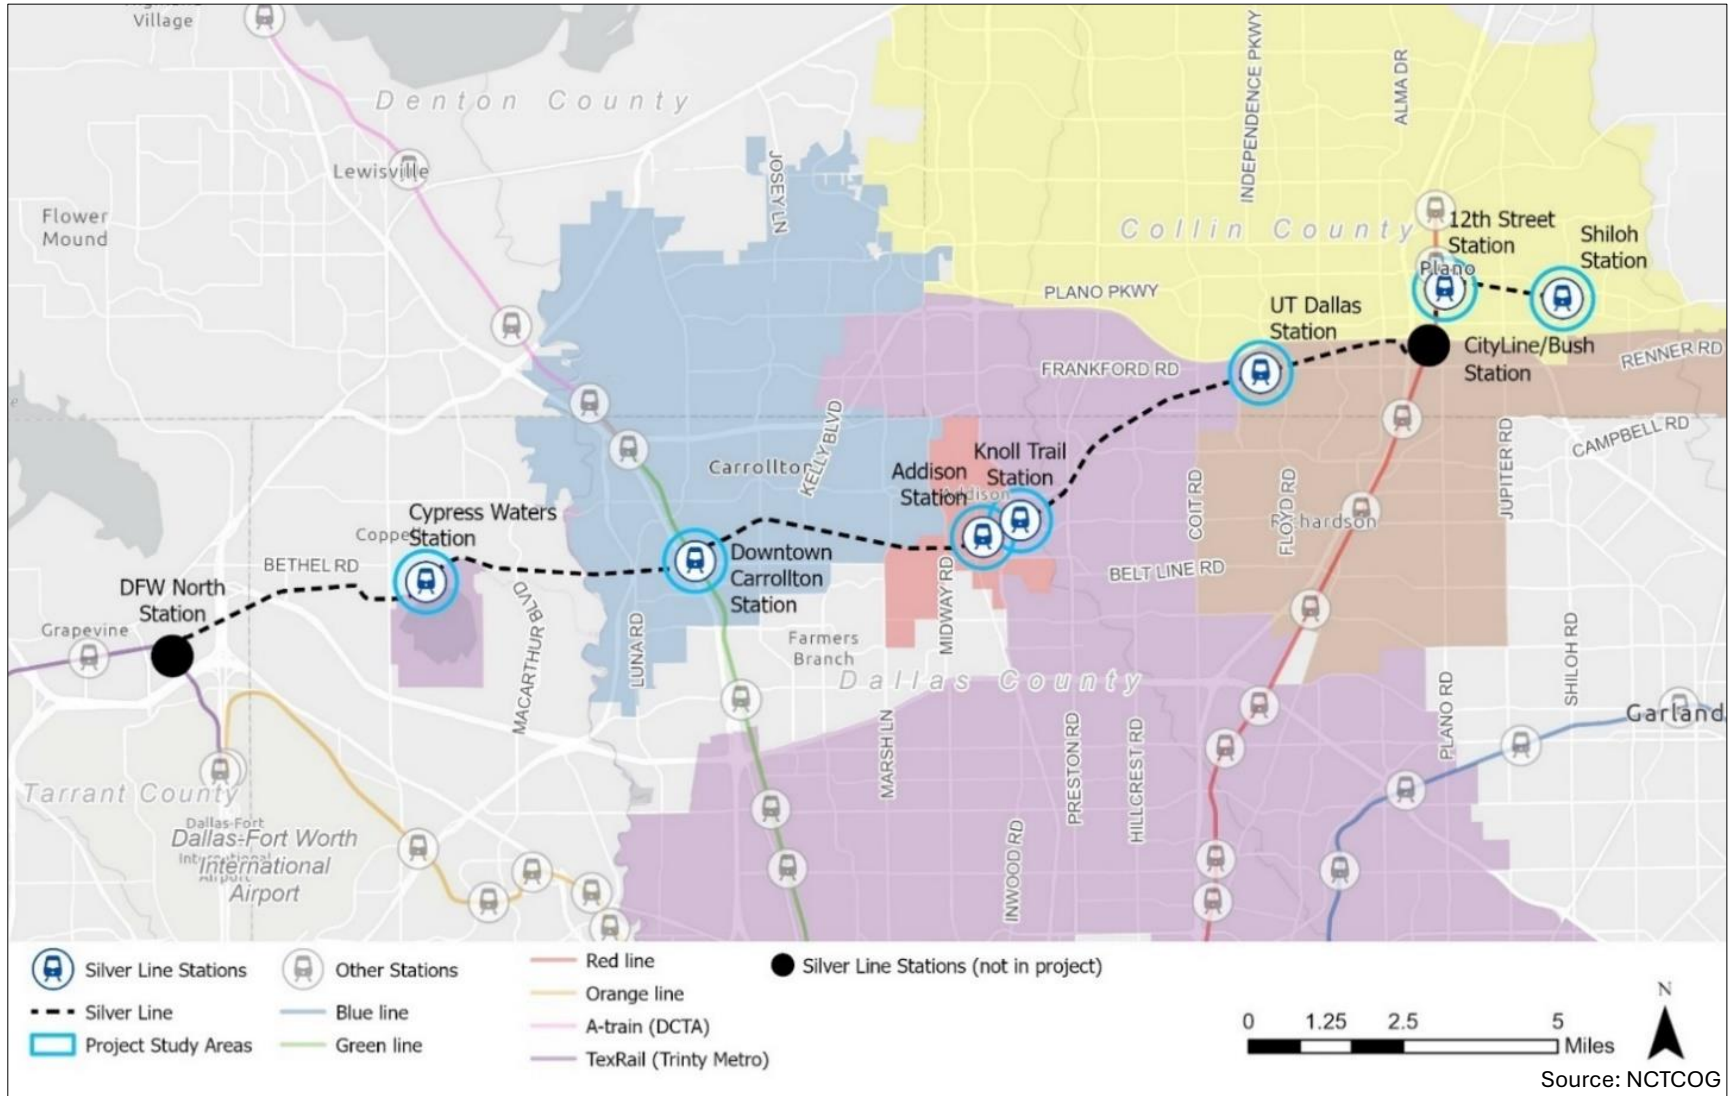 Village
Denton County
INDEPENDENCE PKWY
ALMA DR
JOSEY LN
Lewisville
Flower
Mound
Collin County
12th Street
Station
Shiloh
Station
Plano
PLANO PKWY
UT Dallas
Station
CityLine/Bush
Station
RENNER RD
FRANKFORD RD
KELLY BLVD
CAMPBELL RD
JUPITER RD
Carrollton
Knoll Trail
Station
Addison
Station
Addison
COIT RD
FLOYD RD
Richardson
Cypress Waters
Station
Coppell
BETHEL RD
Downtown
Carrollton
Station
BELT LINE RD
MIDWAY RD
DFW North
Station
Grapevine
MACARTHUR BLVD
LUNA RD
Farmers
Branch
SHILOH RD
Dallas County
PLANO RD
Garland
MARSH LN
PRESTON RD
HILLCREST RD
INWOOD RD
Tarrant County
Dallas-Fort
International
Airport
Dallas-Fort Worth
International
Airport
Silver Line Stations
Silver Line
Project Study Areas
Other Stations
Blue line
Green line
Red line
Orange line
A-train (DCTA)
TexRail (Trinty Metro)
Silver Line Stations (not in project)
0 1.25 2.5 5
Miles
N
Source: NCTCOG